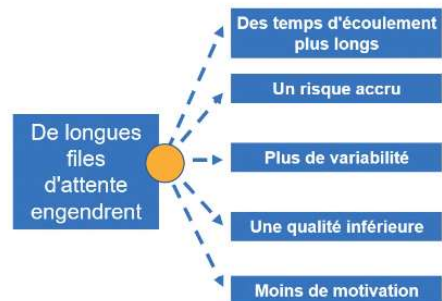 De longues
files
d'attente
engendrent
Des temps d'écoulement
plus longs
Un risque accru
Plus de variabilité
Une qualité inférieure
Moins de motivation